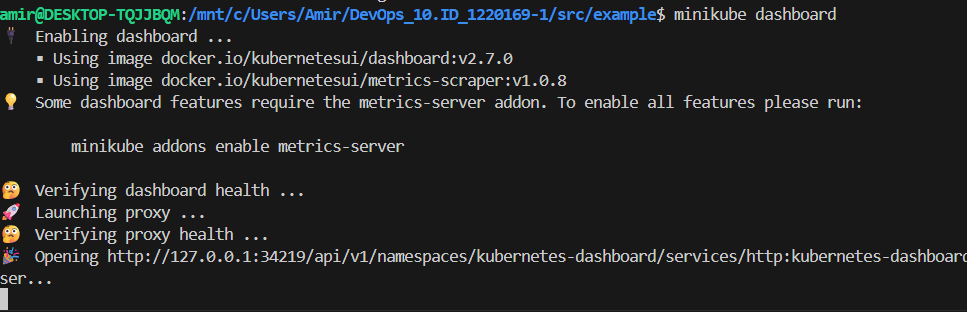 amir@DESKTOP-TQJJBQM:/mnt/c/Users/Amir/DevOps_10.ID_1220169-1/src/example$ minikube dashboard
Enabling dashboard ...
▪ Using image docker.io/kubernetesui/dashboard:v2.7.0
▪ Using image docker.io/kubernetesui/metrics-scraper:v1.0.8
Some dashboard features require the metrics-server addon. To enable all features please run:
minikube addons enable metrics-server
Verifying dashboard health ...
Launching proxy ...
Verifying proxy health ...
Opening http://127.0.0.1:34219/api/v1/namespaces/kubernetes-dashboard/services/http:kubernetes-dashboard
ser...